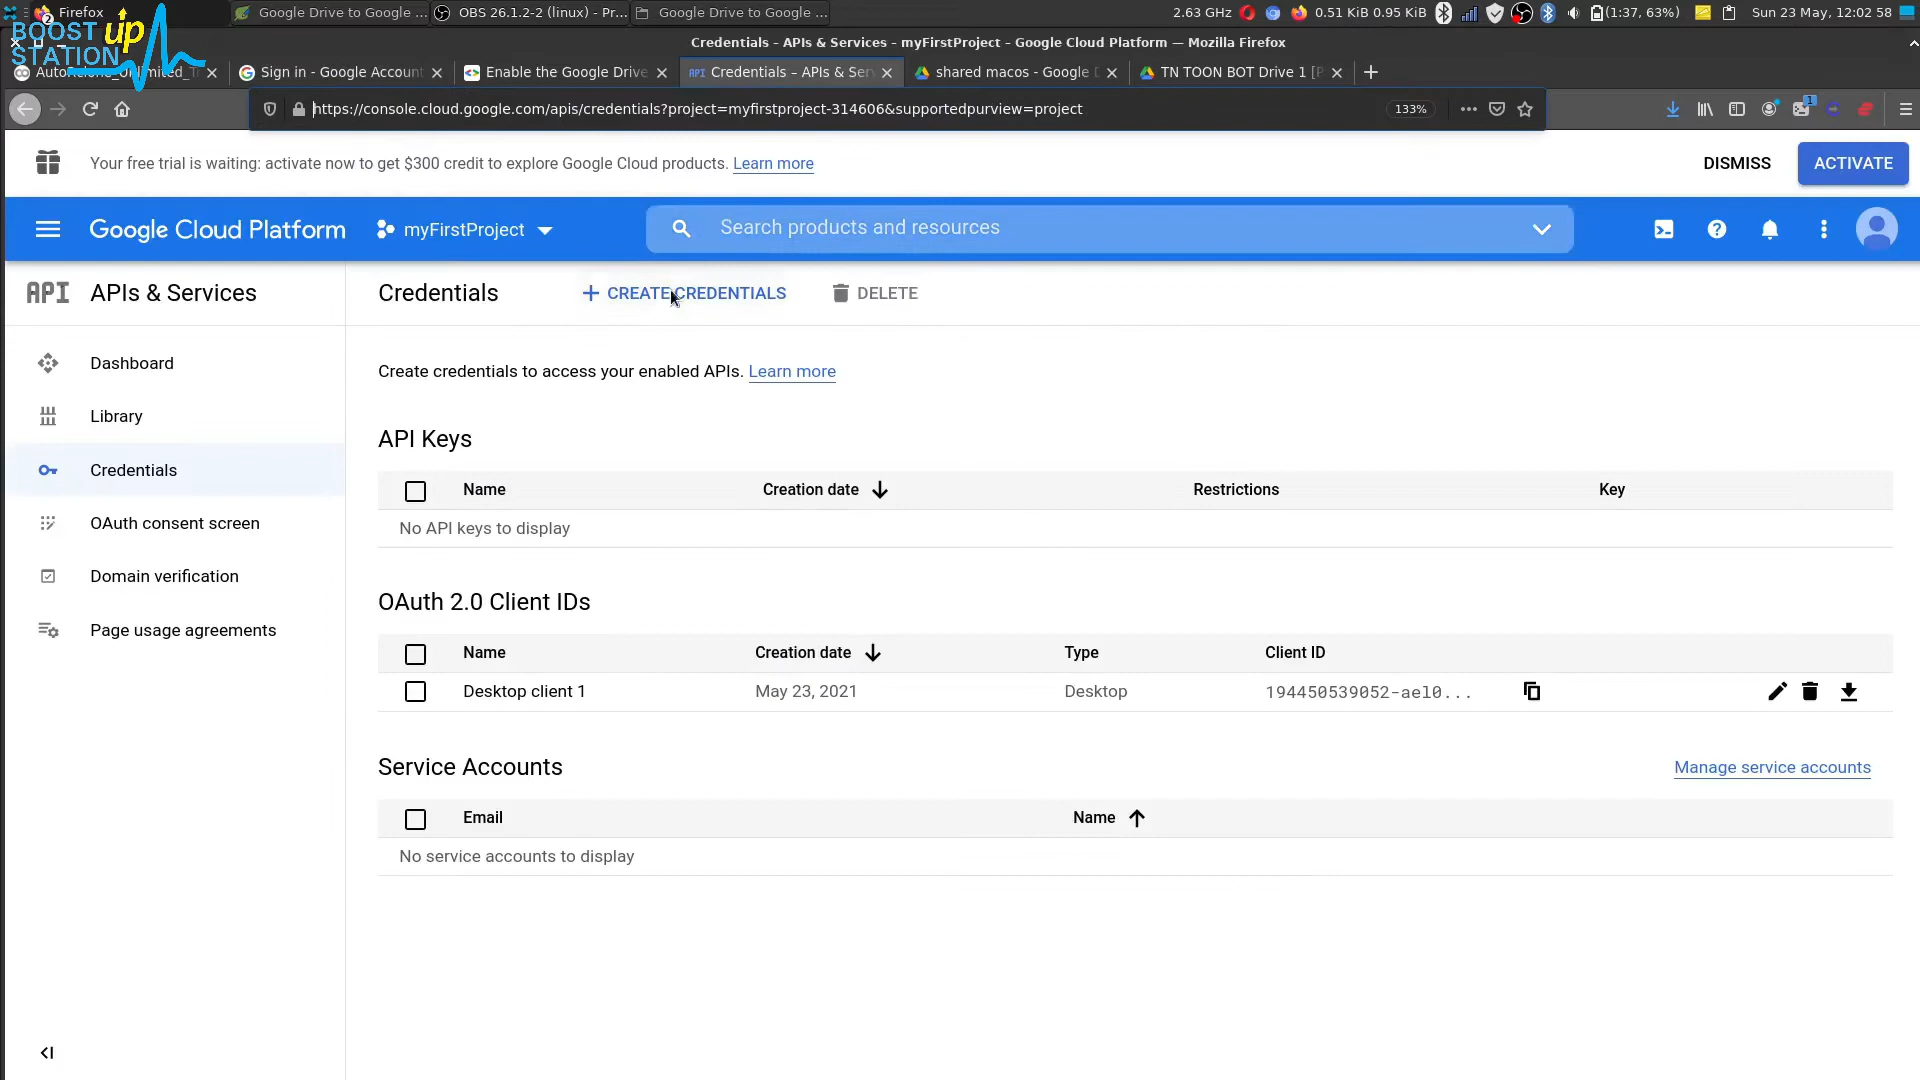 Firefox
2
Google Drive to Google ...
OBS 26.1.2-2 (linux) - Pr...
Google Drive to Google ...
2.63 GHz
0.51 KiB 0.95 KiB
(1:37, 63%)
Sun 23 May, 12:02 58
BOOST up
STATION
Credentials - APIs & Services - myFirstProject - Google Cloud Platform — Mozilla Firefox
Sign in - Google Account
Enable the Google Drive
API Credentials – APIs & Ser
shared macos - Google D
TN TOON BOT Drive 1 [P
https://console.cloud.google.com/apis/credentials?project=myfirstproject-314606&supportedpurview=project
133%
1
Your free trial is waiting: activate now to get $300 credit to explore Google Cloud products. Learn more
DISMISS
ACTIVATE
Google Cloud Platform
myFirstProject
Search products and resources
API APIs & Services
Credentials
CREATE CREDENTIALS
DELETE
Dashboard
Library
Credentials
OAuth consent screen
Domain verification
Page usage agreements
Create credentials to access your enabled APIs. Learn more
API Keys
Name
Creation date
Restrictions
Key
No API keys to display
OAuth 2.0 Client IDs
Name
Creation date
Type
Client ID
Desktop client 1
May 23, 2021
Desktop
194450539052-ael0...
Service Accounts
Manage service accounts
Email
Name
No service accounts to display